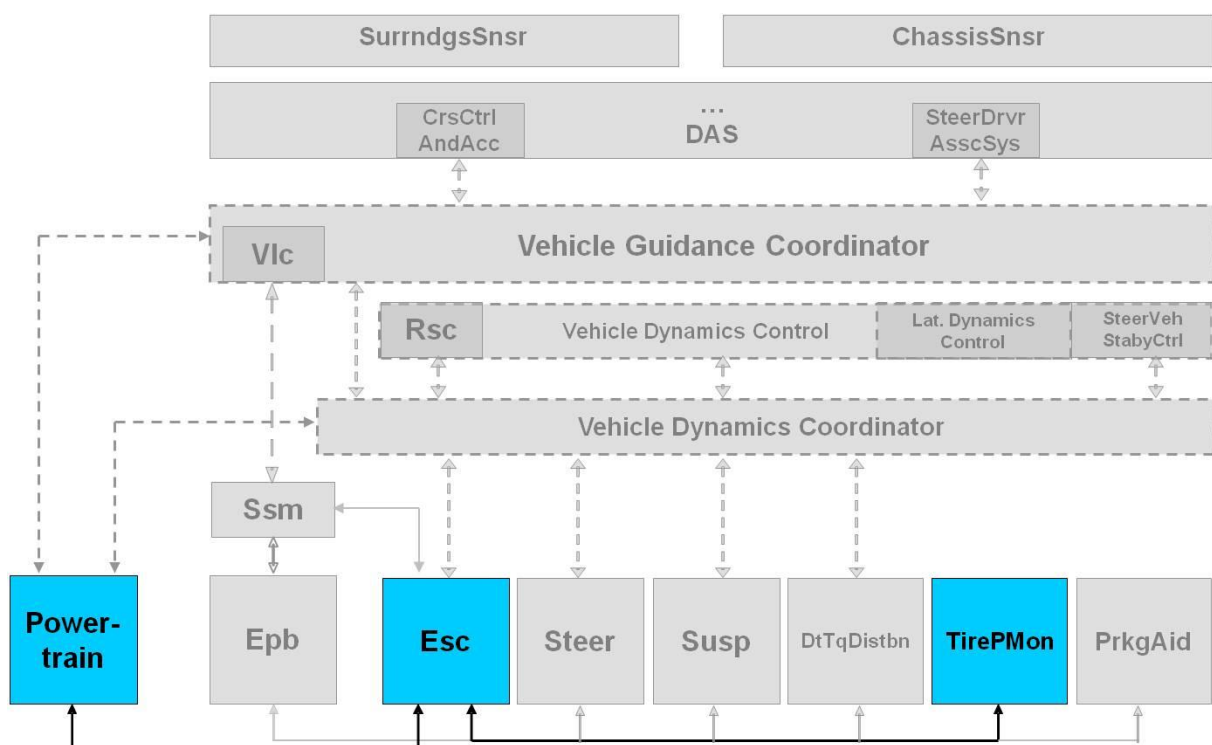 SurrndgsSnsr
ChassisSnsr
CrsCtrl
AndAcc
...
DAS
SteerDrvr
AsscSys
Vlc
Vehicle Guidance Coordinator
Rsc
Vehicle Dynamics Control
Lat. Dynamics
Control
SteerVeh
StabyCtrl
Vehicle Dynamics Coordinator
Ssm
Power-
train
Epb
Esc
Steer
Susp
DtTqDistbn
TirePMon
PrkgAid